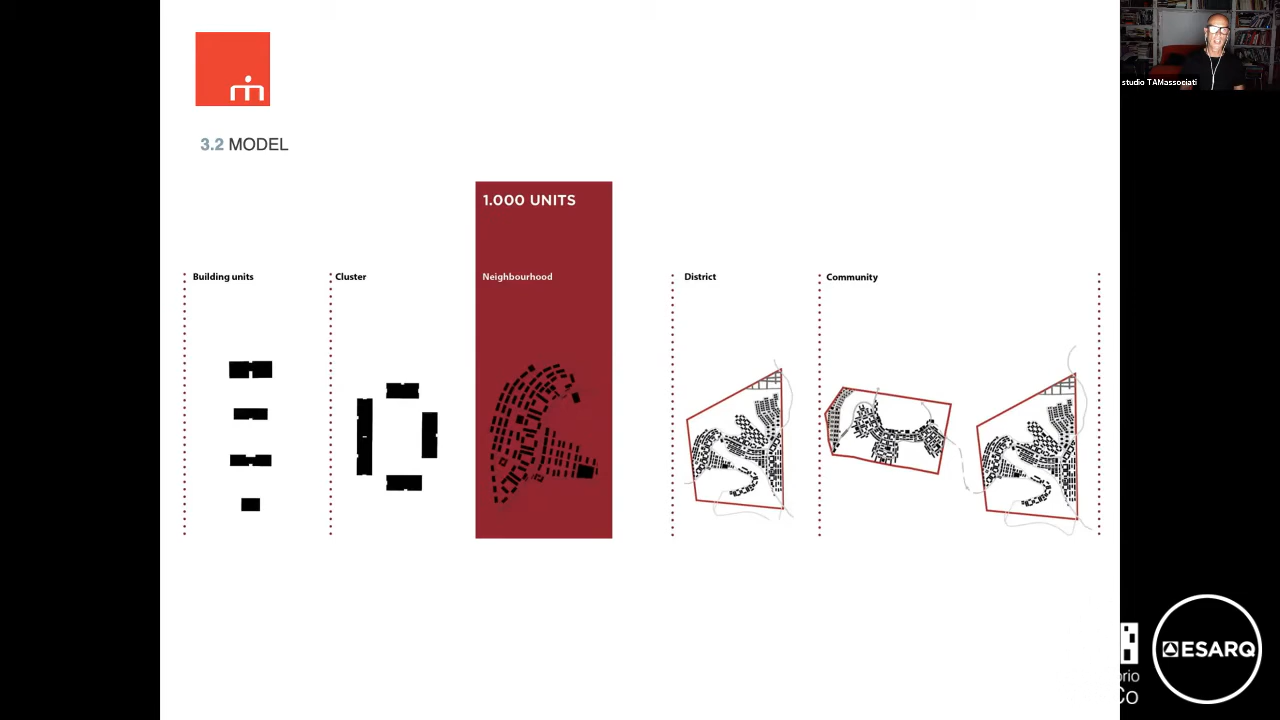 studio TAMassociati
3.2 MODEL
1.000 UNITS
Building units
Cluster
Neighbourhood
District
Community
ESARQ